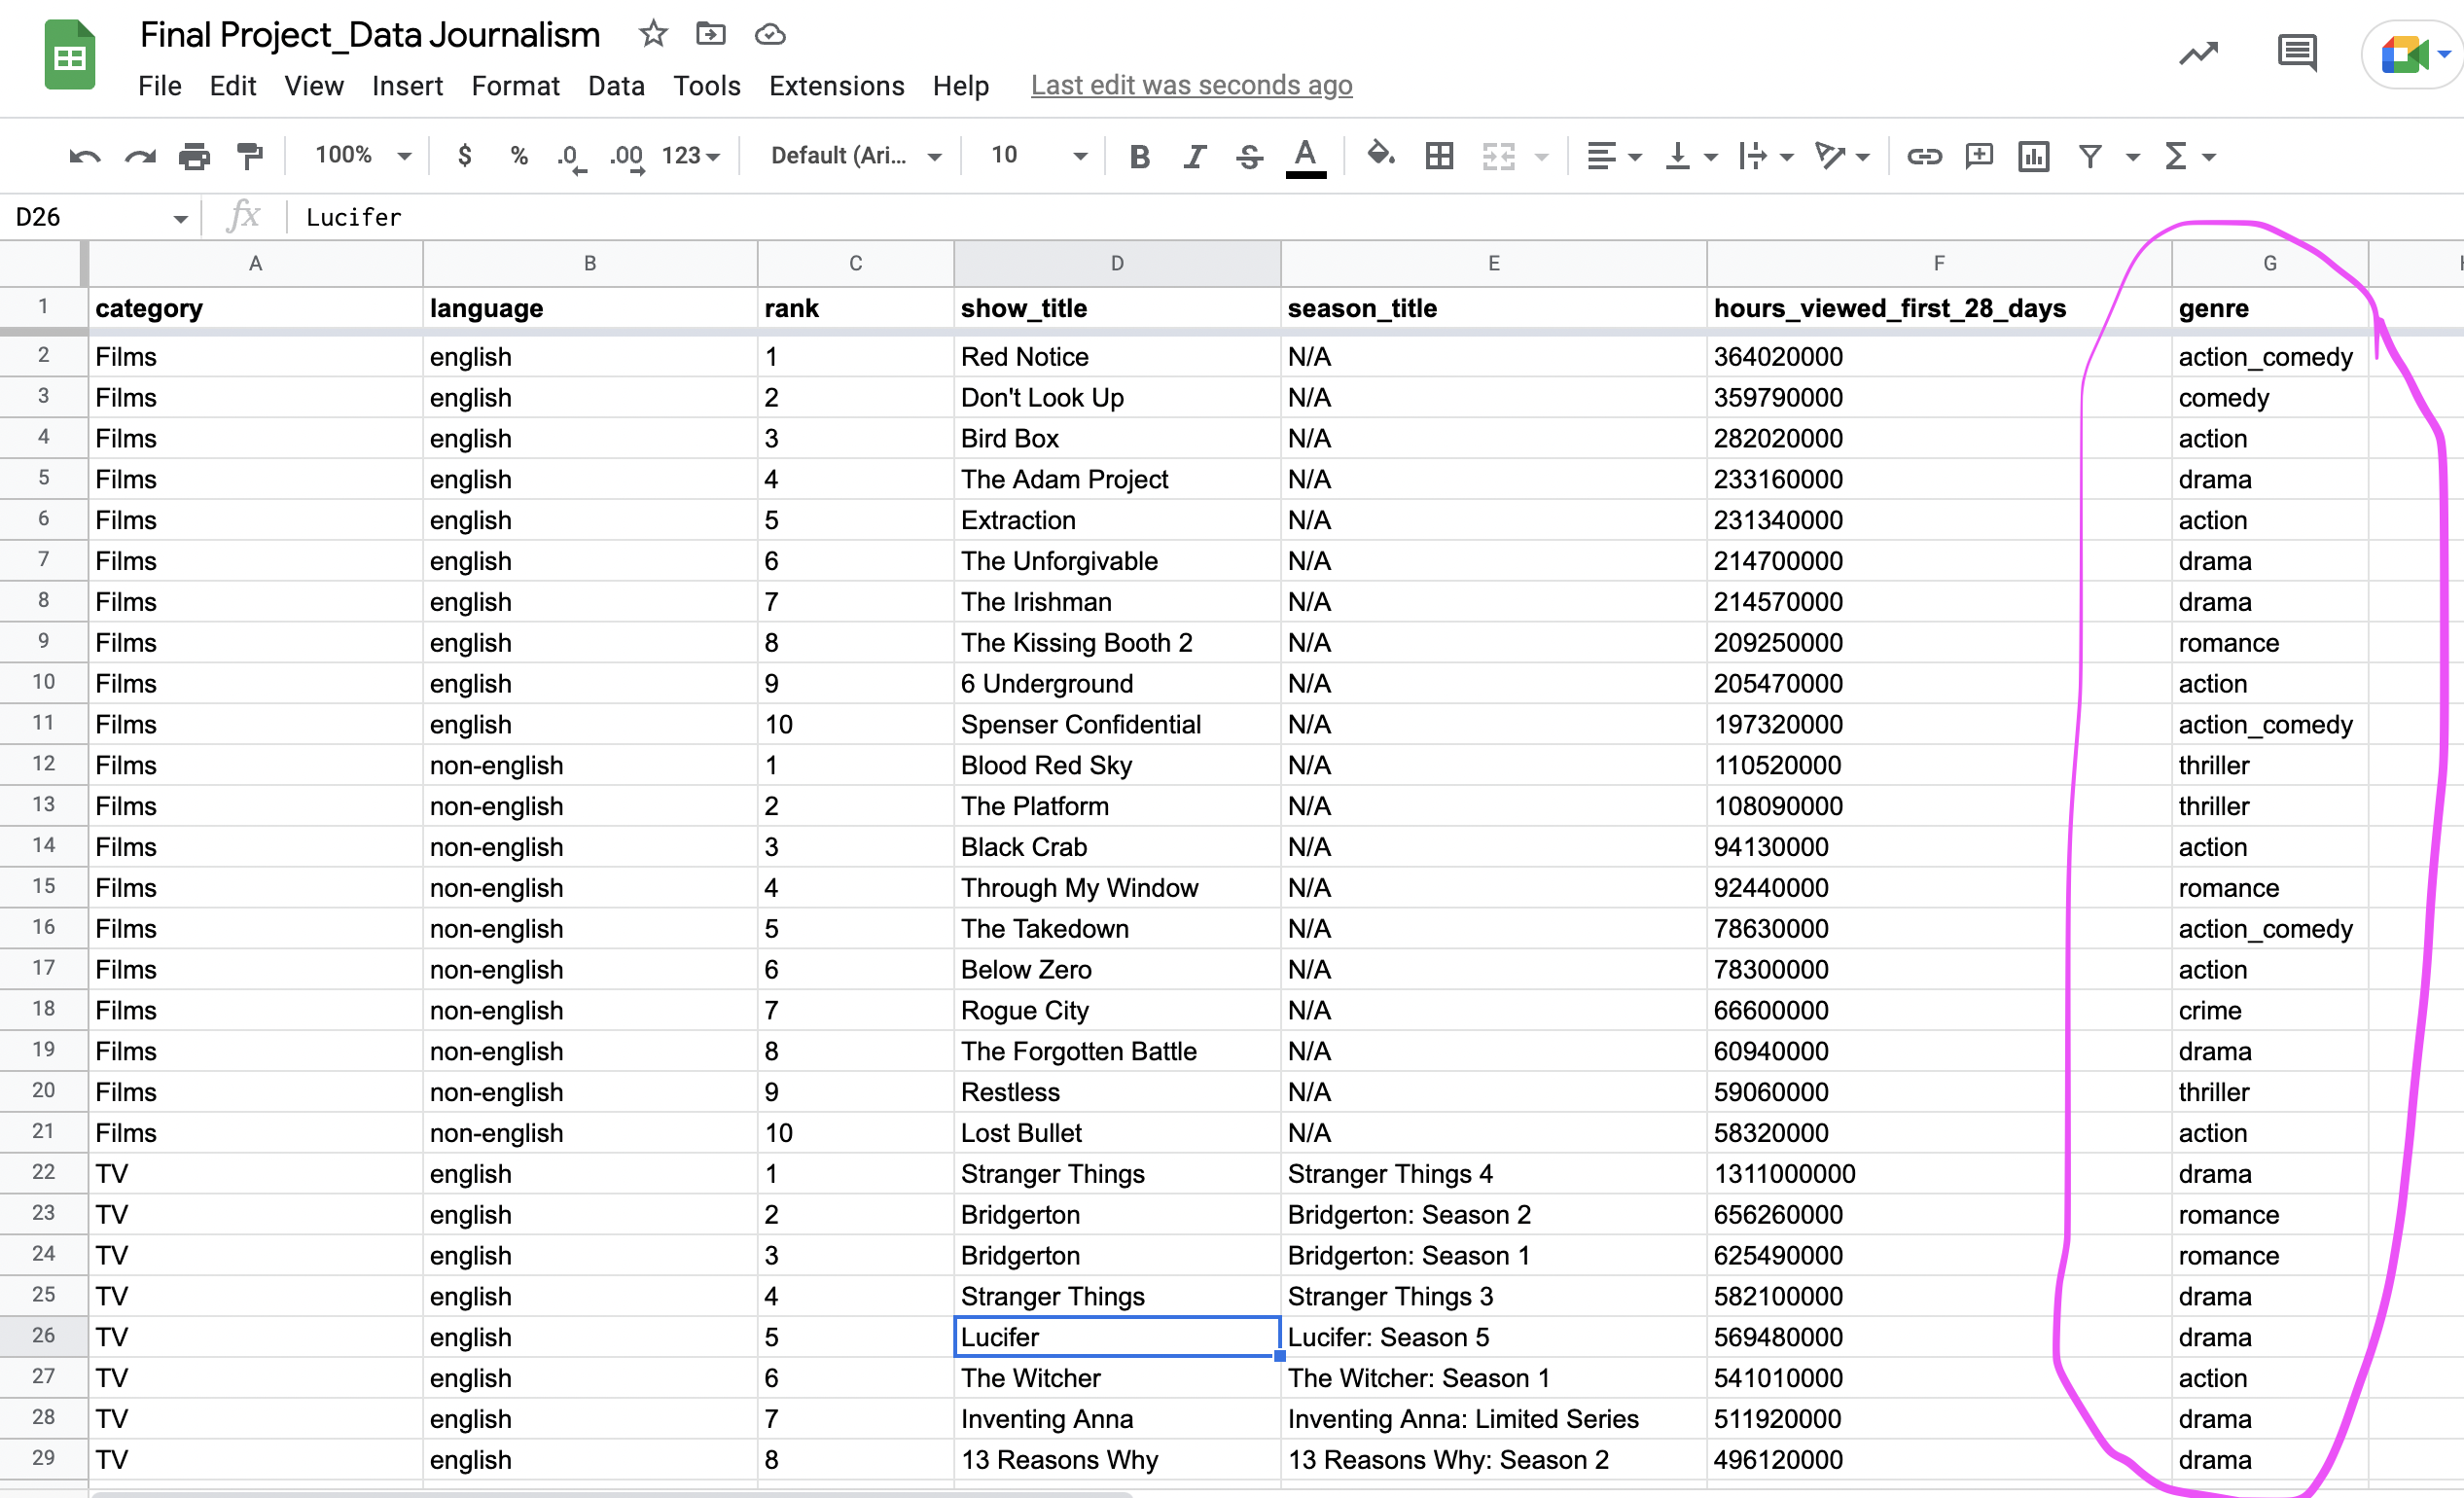 Final Project_Data Journalism
File Edit View Insert Format Data Tools Extensions Help Last edit was seconds ago
100% $ % .0 .00 123 Default (Ari... 10 B I S A
D26 fx Lucifer
A B C D E F G
1 category language rank show_title season_title hours_viewed_first_28_days genre
2 Films english 1 Red Notice N/A 364020000 action_comedy
3 Films english 2 Don't Look Up N/A 359790000 comedy
4 Films english 3 Bird Box N/A 282020000 action
5 Films english 4 The Adam Project N/A 233160000 drama
6 Films english 5 Extraction N/A 231340000 action
7 Films english 6 The Unforgivable N/A 214700000 drama
8 Films english 7 The Irishman N/A 214570000 drama
9 Films english 8 The Kissing Booth 2 N/A 209250000 romance
10 Films english 9 6 Underground N/A 205470000 action
11 Films english 10 Spenser Confidential N/A 197320000 action_comedy
12 Films non-english 1 Blood Red Sky N/A 110520000 thriller
13 Films non-english 2 The Platform N/A 108090000 thriller
14 Films non-english 3 Black Crab N/A 94130000 action
15 Films non-english 4 Through My Window N/A 92440000 romance
16 Films non-english 5 The Takedown N/A 78630000 action_comedy
17 Films non-english 6 Below Zero N/A 78300000 action
18 Films non-english 7 Rogue City N/A 66600000 crime
19 Films non-english 8 The Forgotten Battle N/A 60940000 drama
20 Films non-english 9 Restless N/A 59060000 thriller
21 Films non-english 10 Lost Bullet N/A 58320000 action
22 TV english 1 Stranger Things Stranger Things 4 1311000000 drama
23 TV english 2 Bridgerton Bridgerton: Season 2 656260000 romance
24 TV english 3 Bridgerton Bridgerton: Season 1 625490000 romance
25 TV english 4 Stranger Things Stranger Things 3 582100000 drama
26 TV english 5 Lucifer Lucifer: Season 5 569480000 drama
27 TV english 6 The Witcher The Witcher: Season 1 541010000 action
28 TV english 7 Inventing Anna Inventing Anna: Limited Series 511920000 drama
29 TV english 8 13 Reasons Why 13 Reasons Why: Season 2 496120000 drama